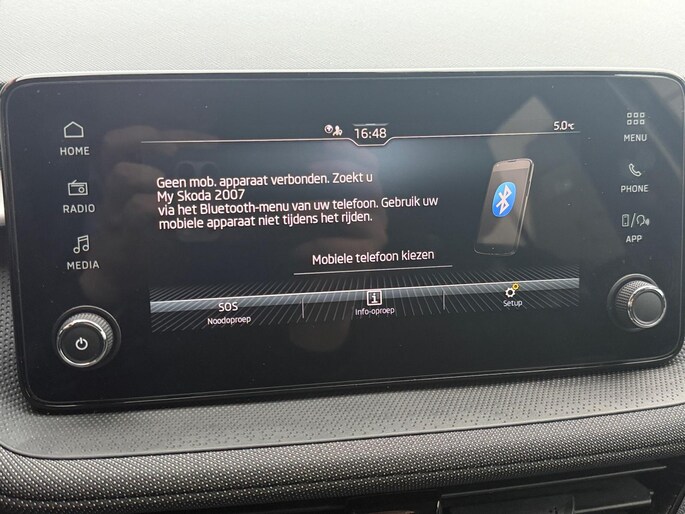 16:48
5.0°C
HOME
RADIO
MEDIA
Geen mob. apparaat verbonden. Zoekt u
My Skoda 2007
via het Bluetooth-menu van uw telefoon. Gebruik uw
mobiele apparaat niet tijdens het rijden.
Mobiele telefoon kiezen
SOS
Noodoproep
Info-oproep
Setup
MENU
PHONE
APP